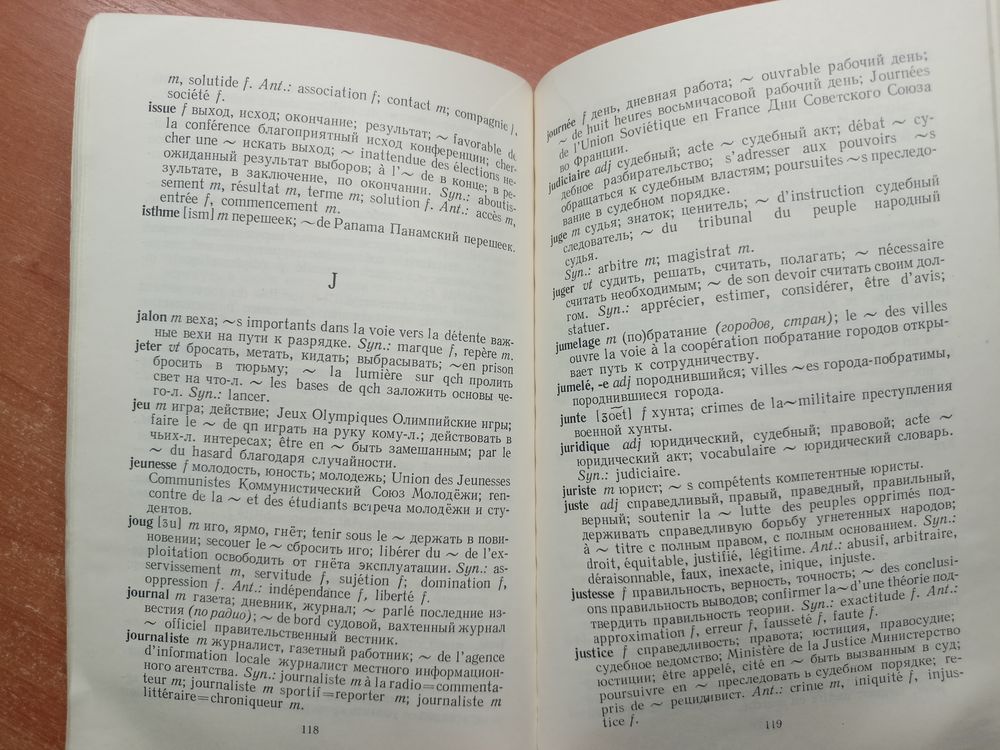 m, solutide f. Ant.: association f; contact m; compagnie f,
société f.
issue f выход, исход; окончание; результат; ~ favorable de
la conférence благоприятный исход конференции; cher-
cher une ~ искать выход; ~ inattendue des élections не-
ожиданный результат выборов; à l'~ de в конце; в ре-
зультате, в заключение, по окончании. Syn.: aboutis-
sement m, résultat m, terme m; solution f. Ant.: accès m,
entrée f, commencement m.
isthme [ism] m перешеек; ~de Panama Панамский перешеек.
J
jalon m веха; ~s importants dans la voie vers la détente важ-
ные вехи на пути к разрядке. Syn.: marque f, repère m.
jeter vt бросать, метать, кидать; выбрасывать; ~en prison
бросить в тюрьму; ~ la lumière sur qch пролить
свет на что-л. ~ les bases de qch заложить основы че-
го-л. Syn.: lancer.
jeu m игра; действие; Jeux Olympiques Олимпийские игры;
faire le ~ de qn играть на руку кому-л.; действовать в
чьих-л. интересах; être en ~ быть замешанным; par le
~ du hasard благодаря случайности.
jeunesse f молодость, юность; молодежь; Union des Jeunesses
Communistes Коммунистический Союз Молодёжи; ren-
contre de la ~ et des étudiants встреча молодёжи и сту-
дентов.
joug [ʒu] m иго, ярмо, гнёт; tenir sous le ~ держать в пови-
новении; secouer le~ сбросить иго; libérer du ~ de l'ex-
ploitation освободить от гнёта эксплуатации. Syn.: as-
servissement m, servitude f, sujétion f; domination f,
oppression f. Ant.: indépendance f, liberté f.
journal m газета; дневник, журнал; ~ parlé последние из-
вестия (по радио); ~ de bord судовой, вахтенный журнал
~ officiel правительственный вестник.
journaliste m журналист, газетный работник; ~ de l'agence
d'information locale журналист местного информацион-
ного агентства. Syn.: journaliste m à la radio=commenta-
teur m; journaliste m sportif=reporter m; journaliste m
littéraire=chroniqueur m.
118
journée f день, дневная работа; ~ ouvrable рабочий день;
~ de huit heures восьмичасовой рабочий день; Journées
de l'Union Soviétique en France Дни Советского Союза
во Франции.
judiciaire adj судебный; acte ~ судебный акт; débat ~ су-
дебное разбирательство; s'adresser aux pouvoirs ~s
обращаться к судебным властям; poursuites ~s преследо-
вание в судебном порядке.
juge m судья; знаток; ценитель; ~ d'instruction судебный
следователь; ~ du tribunal du peuple народный
судья.
Syn.: arbitre m; magistrat m.
juger vt судить, решать, считать, полагать; ~ nécessaire
считать необходимым; ~ de son devoir считать своим дол-
гом. Syn.: apprécier, estimer, considérer, être d'avis;
statuer.
jumelage m (по)братание (городов, стран); le ~ des villes
ouvre la voie à la coopération побратание городов откры-
вает путь к сотрудничеству.
jumelé, -e adj породнившийся; villes ~es города-побратимы,
породнившиеся города.
junte [ʒœ̃t] f хунта; crimes de la~militaire преступления
военной хунты.
juridique adj юридический, судебный; правовой; acte ~
юридический акт; vocabulaire ~ юридический словарь.
Syn.: judiciaire.
juriste m юрист; ~ s compétents компетентные юристы.
juste adj справедливый, правый, праведный, правильный,
верный; soutenir la ~ lutte des peuples opprimés под-
держивать справедливую борьбу угнетенных народов;
à ~ titre с полным правом, с полным основанием. Syn.:
droit, équitable, justifié, légitime. Ant.: abusif, arbitraire,
déraisonnable, faux, inexacte, inique, injuste.
justesse f правильность, верность, точность; ~ des conclusi-
ons правильность выводов; confirmer la~d'une théorie под-
твердить правильность теории. Syn.: exactitude f. Ant.:
approximation f, erreur f, fausseté f, faute f.
justice f справедливость; правота; юстиция, правосудие;
судебное ведомство; Ministère de la Justice Министерство
юстиции; être appelé, cité en ~ быть вызванным в суд;
poursuivre en ~ преследовать в судебном порядке; re-
pris de ~ рецидивист. Ant.: crime m, iniquité f, injus-
tice f.
119